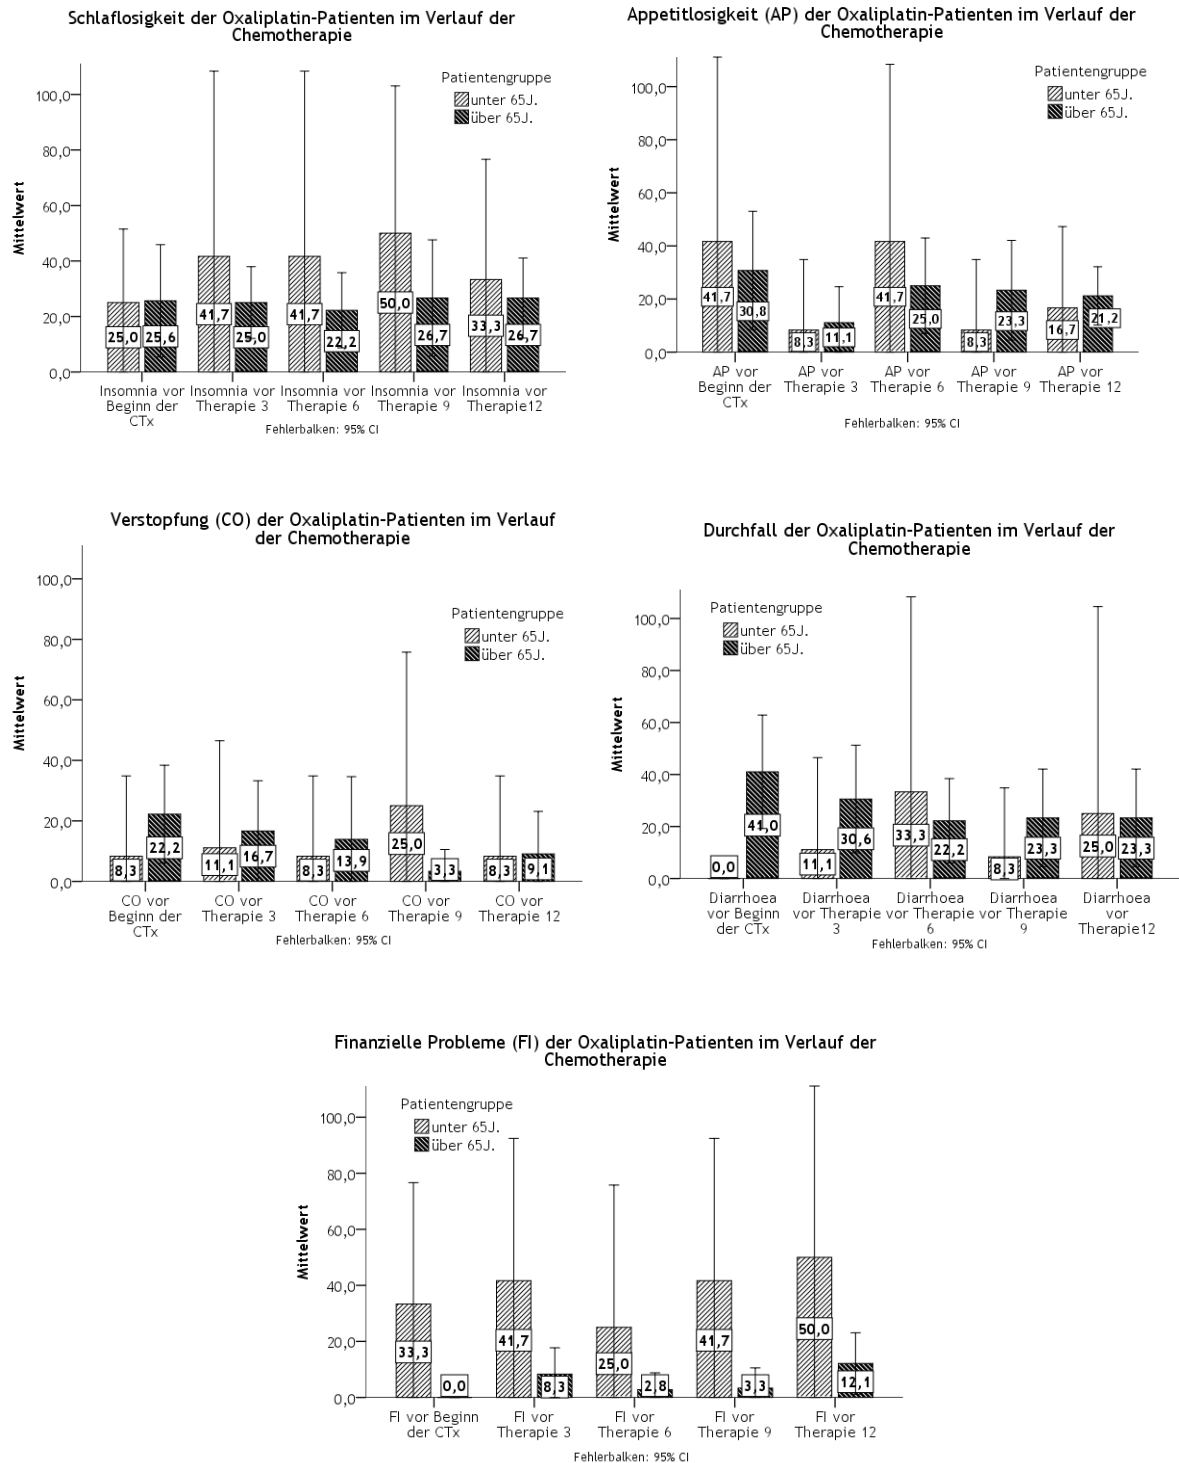 Schlaflosigkeit der Oxaliplatin-Patienten im Verlauf der
Chemotherapie
Patientengruppe
unter 65J.
über 65J.
Mittelwert
100,0
80,0
60,0
40,0
20,0
0,0
25,0 25,6 41,7 25,0 41,7 22,2 50,0 26,7 33,3 26,7
Insomnia vor Insomnia vor Insomnia vor Insomnia vor Insomnia vor
Beginn der Therapie 3 Therapie 6 Therapie 9 Therapie12
CTx
Fehlerbalken: 95% CI
Appetitlosigkeit (AP) der Oxaliplatin-Patienten im Verlauf der
Chemotherapie
Patientengruppe
unter 65J.
über 65J.
Mittelwert
100,0
80,0
60,0
40,0
20,0
0,0
41,7 30,8 8,3 11,1 41,7 25,0 8,3 23,3 16,7 21,2
AP vor AP vor AP vor AP vor AP vor
Beginn der Therapie 3 Therapie 6 Therapie 9 Therapie 12
CTx
Fehlerbalken: 95% CI
Verstopfung (CO) der Oxaliplatin-Patienten im Verlauf
der Chemotherapie
Patientengruppe
unter 65J.
über 65J.
Mittelwert
100,0
80,0
60,0
40,0
20,0
0,0
8,3 22,2 11,1 16,7 8,3 13,9 25,0 3,3 8,3 9,1
CO vor CO vor CO vor CO vor CO vor
Beginn der Therapie 3 Therapie 6 Therapie 9 Therapie 12
CTx
Fehlerbalken: 95% CI
Durchfall der Oxaliplatin-Patienten im Verlauf der
Chemotherapie
Patientengruppe
unter 65J.
über 65J.
Mittelwert
100,0
80,0
60,0
40,0
20,0
0,0
0,0 41,0 11,1 30,6 33,3 22,2 8,3 23,3 25,0 23,3
Diarrhoea Diarrhoea Diarrhoea Diarrhoea Diarrhoea
vor Beginn vor Therapie vor Therapie vor Therapie vor
der CTx 3 6 9 Therapie12
Fehlerbalken: 95% CI
Finanzielle Probleme (FI) der Oxaliplatin-Patienten im Verlauf der
Chemotherapie
Patientengruppe
unter 65J.
über 65J.
Mittelwert
100,0
80,0
60,0
40,0
20,0
0,0
33,3 0,0 41,7 8,3 25,0 2,8 41,7 3,3 50,0 12,1
FI vor Beginn FI vor FI vor FI vor FI vor
der CTx Therapie 3 Therapie 6 Therapie 9 Therapie 12
Fehlerbalken: 95% CI